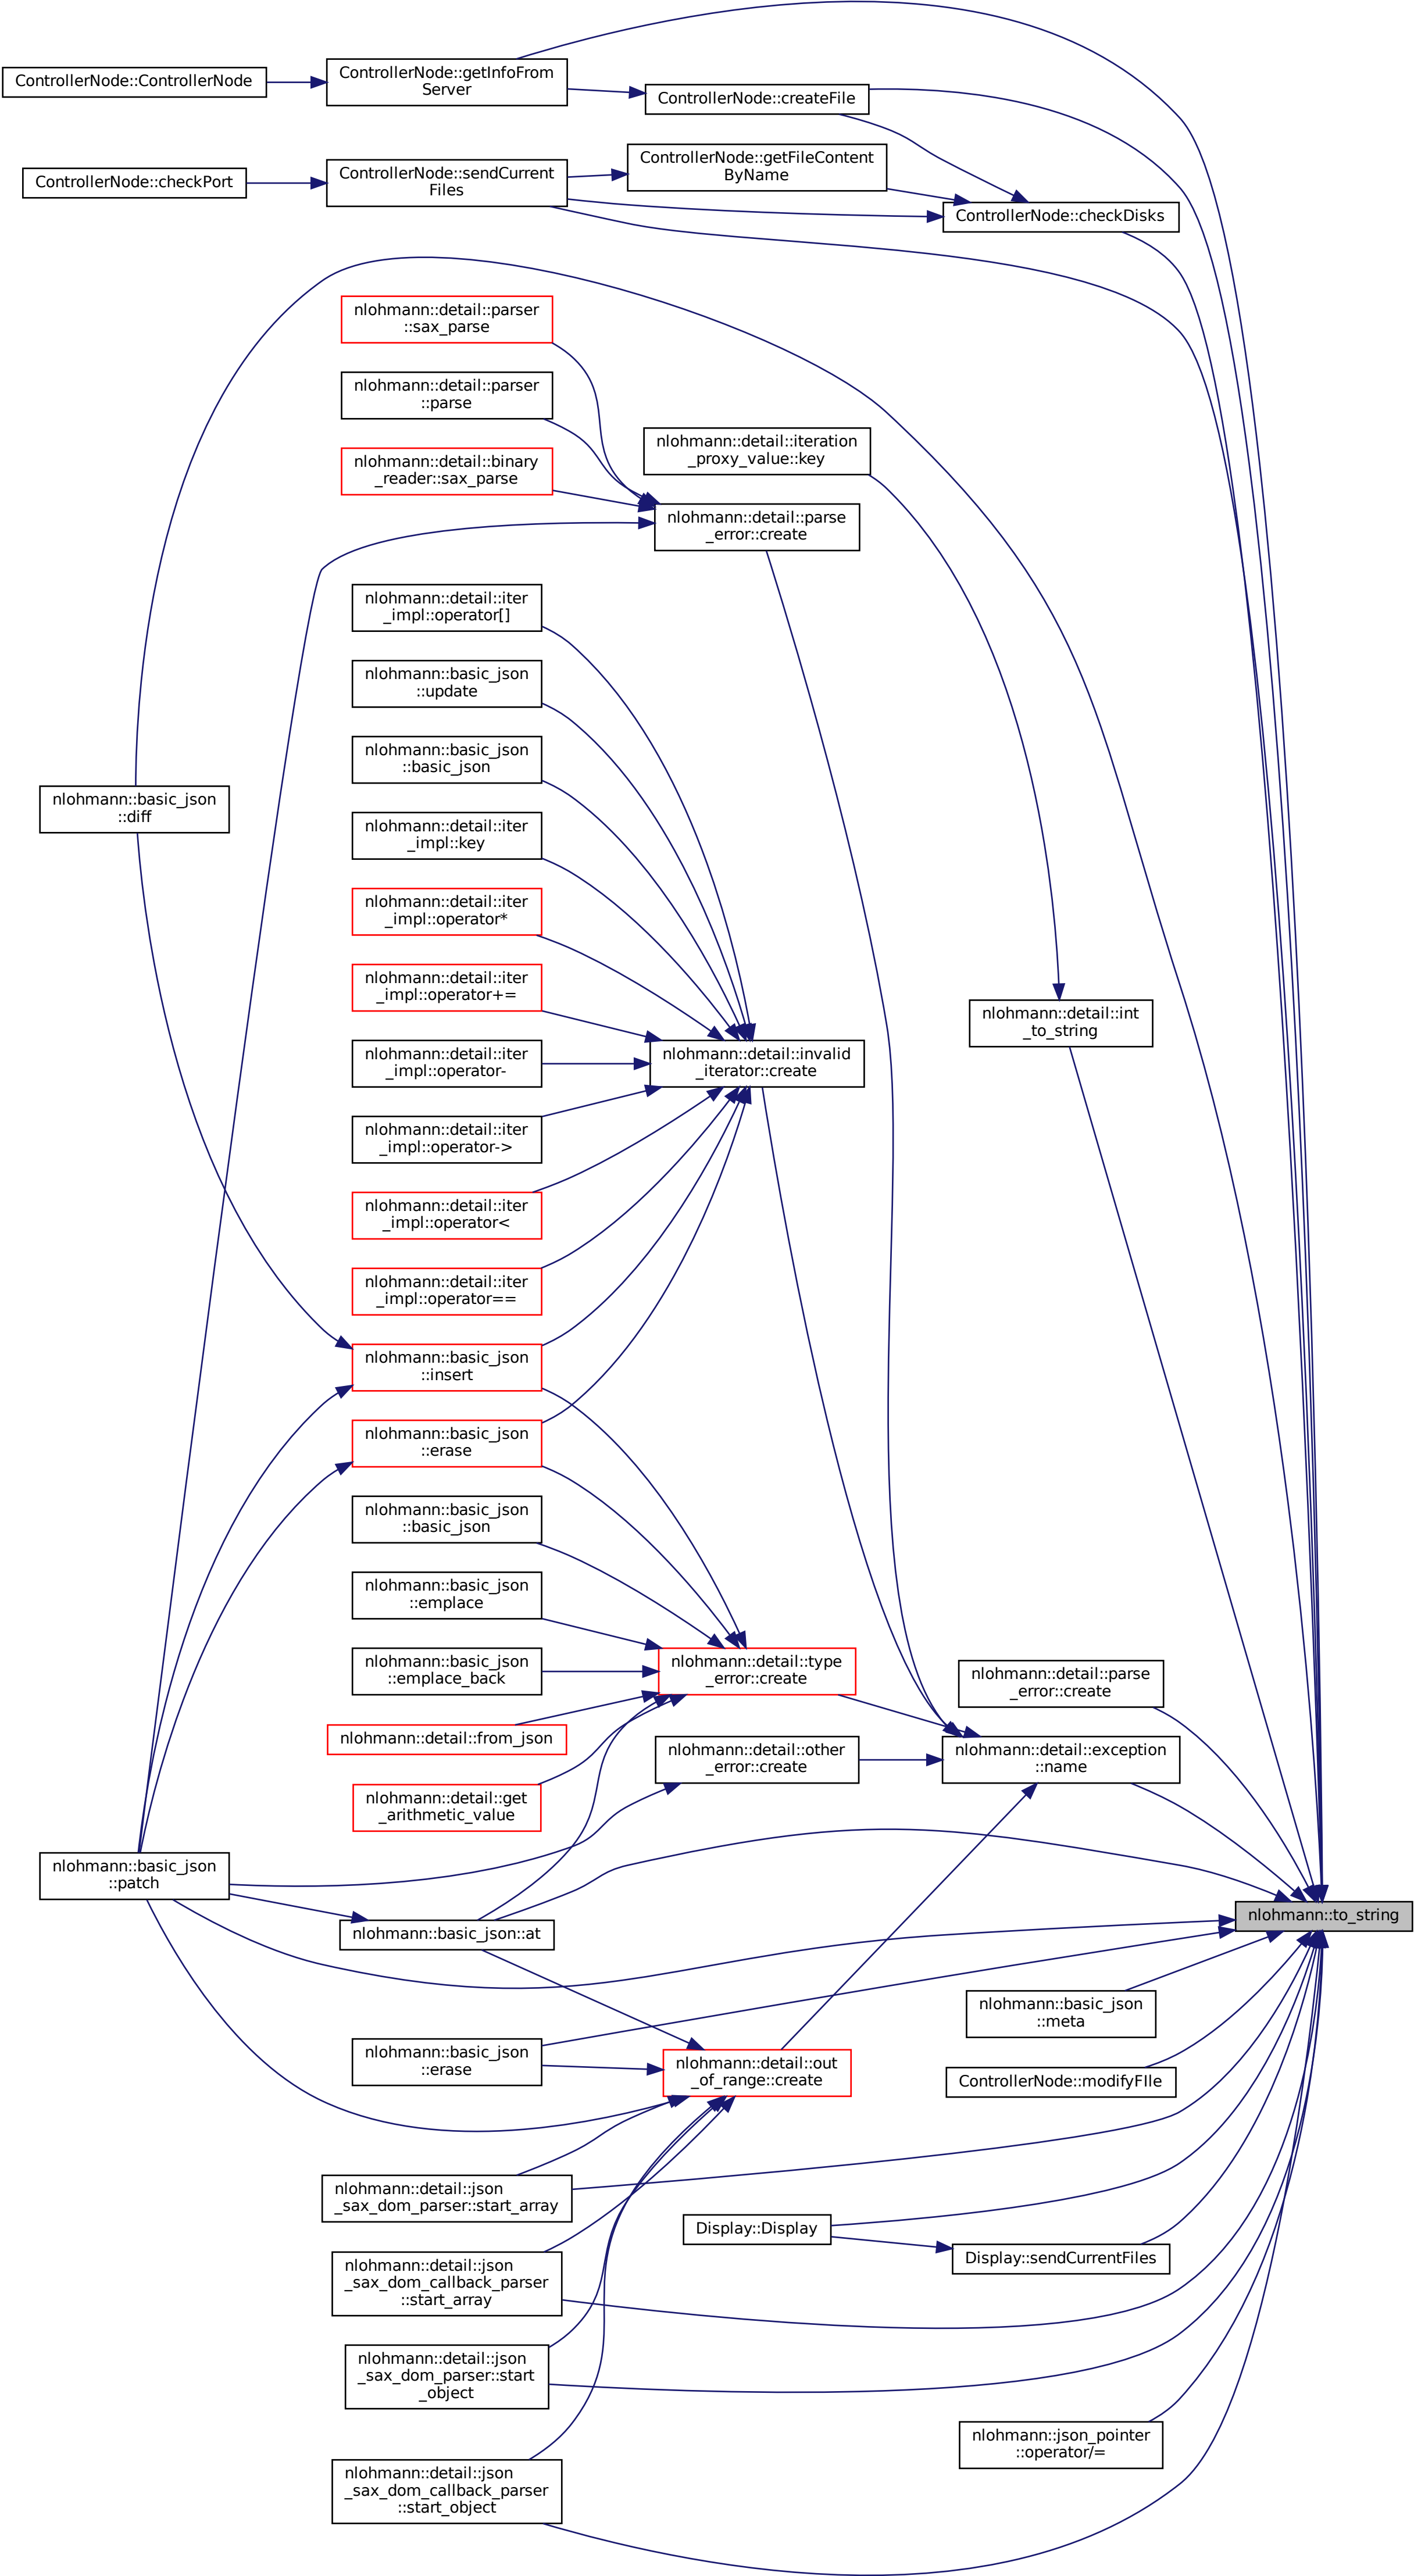 ControllerNode::ControllerNode
ControllerNode::getInfoFrom
Server
ControllerNode::createFile
ControllerNode::checkPort
ControllerNode::sendCurrent
Files
ControllerNode::getFileContent
ByName
ControllerNode::checkDisks
nlohmann::detail::parser
::sax_parse
nlohmann::detail::parser
::parse
nlohmann::detail::binary
_reader::sax_parse
nlohmann::detail::iteration
_proxy_value::key
nlohmann::detail::parse
_error::create
nlohmann::detail::iter
_impl::operator[]
nlohmann::basic_json
::update
nlohmann::basic_json
::basic_json
nlohmann::basic_json
::diff
nlohmann::detail::iter
_impl::key
nlohmann::detail::iter
_impl::operator*
nlohmann::detail::iter
_impl::operator+=
nlohmann::detail::int
_to_string
nlohmann::detail::iter
_impl::operator-
nlohmann::detail::invalid
_iterator::create
nlohmann::detail::iter
_impl::operator->
nlohmann::detail::iter
_impl::operator<
nlohmann::detail::iter
_impl::operator==
nlohmann::basic_json
::insert
nlohmann::basic_json
::erase
nlohmann::basic_json
::basic_json
nlohmann::basic_json
::emplace
nlohmann::basic_json
::emplace_back
nlohmann::detail::type
_error::create
nlohmann::detail::parse
_error::create
nlohmann::detail::from_json
nlohmann::detail::other
_error::create
nlohmann::detail::exception
::name
nlohmann::detail::get
_arithmetic_value
nlohmann::basic_json
::patch
nlohmann::basic_json::at
nlohmann::to_string
nlohmann::basic_json
::meta
nlohmann::basic_json
::erase
nlohmann::detail::out
_of_range::create
ControllerNode::modifyFIle
nlohmann::detail::json
_sax_dom_parser::start_array
Display::Display
Display::sendCurrentFiles
nlohmann::detail::json
_sax_dom_callback_parser
::start_array
nlohmann::detail::json
_sax_dom_parser::start
_object
nlohmann::json_pointer
::operator/=
nlohmann::detail::json
_sax_dom_callback_parser
::start_object